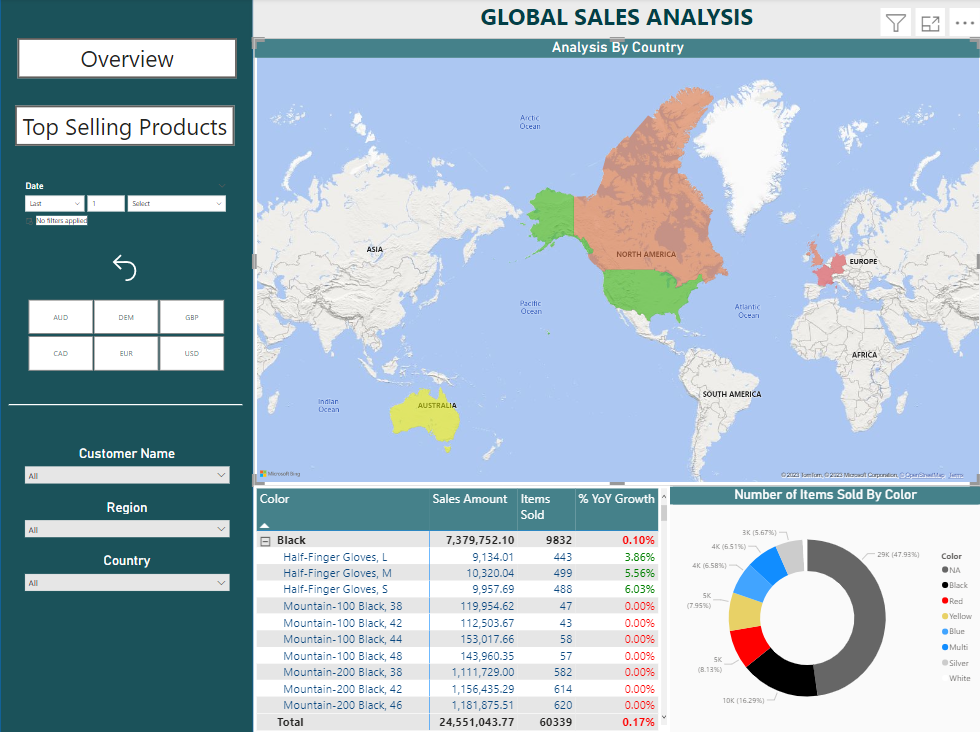 GLOBAL SALES ANALYSIS
Overview
Top Selling Products
Date
Last 1 Select
No filters applied
AUD DEM GBP
CAD EUR USD
Customer Name
All
Region
All
Country
All
Analysis By Country
Arctic
Ocean
ASIA
NORTH AMERICA
EUROPE
Pacific
Ocean
Atlantic
Ocean
AFRICA
SOUTH AMERICA
Indian
Ocean
AUSTRALIA
Microsoft Bing
© 2023 TomTom, © 2023 Microsoft Corporation, © OpenStreetMap Terms
Color Sales Amount Items Sold % YoY Growth
Black 7,379,752.10 9832 0.10%
Half-Finger Gloves, L 9,134.01 443 3.86%
Half-Finger Gloves, M 10,320.04 499 5.56%
Half-Finger Gloves, S 9,957.69 488 6.03%
Mountain-100 Black, 38 119,954.62 47 0.00%
Mountain-100 Black, 42 112,503.67 43 0.00%
Mountain-100 Black, 44 153,017.66 58 0.00%
Mountain-100 Black, 48 143,960.35 57 0.00%
Mountain-200 Black, 38 1,111,729.00 582 0.00%
Mountain-200 Black, 42 1,156,435.29 614 0.00%
Mountain-200 Black, 46 1,181,875.51 620 0.00%
Total 24,551,043.77 60339 0.17%
Number of Items Sold By Color
3K (5.67%)
4K (6.51%)
4K (6.58%)
5K
(7.95%)
5K
(8.13%)
10K (16.29%)
29K (47.93%)
Color
NA
Black
Red
Yellow
Blue
Multi
Silver
White